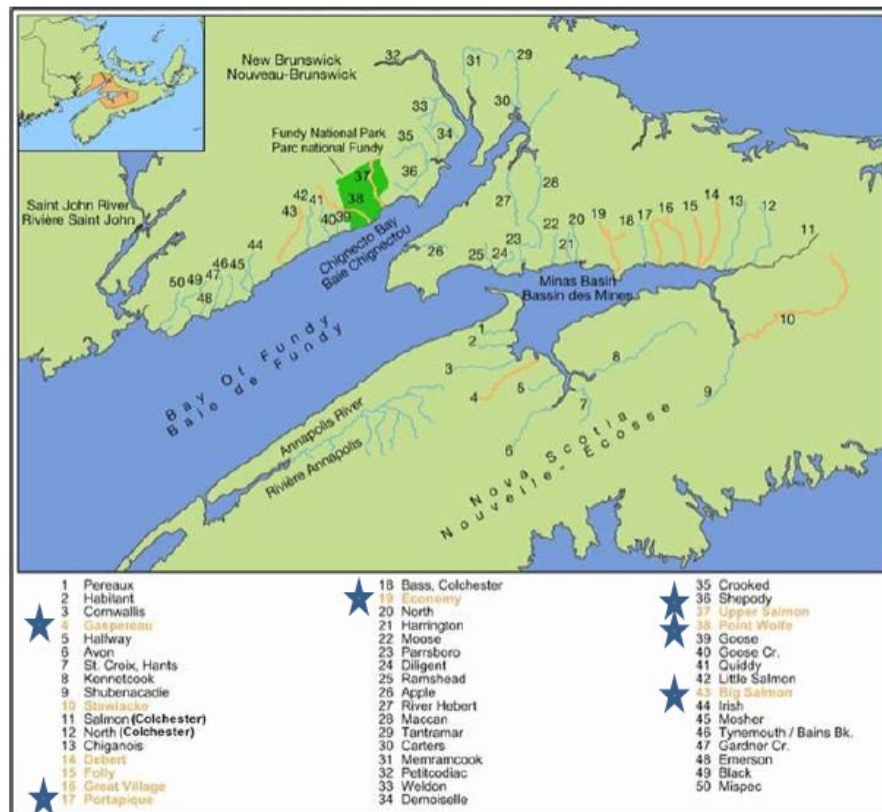 New Brunswick
Nouveau-Brunswick
32
31
29
30
33
34
35
36
Fundy National Park
Parc national Fundy
37
38
39
40
41
42
43
44
45
46
47
48
49
50
Saint John River
Rivière Saint John
Chignecto Bay
Baie Chignectou
28
27
26
25
24
23
22
21
20
19
18
17
16
15
14
13
12
11
10
Minas Basin
Bassin des Mines
Bay Of Fundy
Baie de Fundy
1
2
3
4
5
6
7
8
9
Annapolis River
Rivière Annapolis
Nova Scotia
Nouvelle-Écosse
1 Pereaux
2 Habitant
3 Cornwallis
4 Gaspereau
5 Halfway
6 Avon
7 St. Croix, Hants
8 Kennetcook
9 Shubenacadie
10 Stewiacke
11 Salmon (Colchester)
12 North (Colchester)
13 Chiganois
14 Debert
15 Folly
16 Great Village
17 Portapique
18 Bass, Colchester
19 Economy
20 North
21 Harrington
22 Moose
23 Parrsboro
24 Diligent
25 Ramshead
26 Apple
27 River Hebert
28 Maccan
29 Tantramar
30 Carters
31 Memramcook
32 Petitcodiac
33 Weldon
34 Demoiselle
35 Crooked
36 Shepody
37 Upper Salmon
38 Point Wolfe
39 Goose
40 Goose Cr.
41 Quiddy
42 Little Salmon
43 Big Salmon
44 Irish
45 Mosher
46 Tynemouth / Bains Bk.
47 Gardner Cr.
48 Emerson
49 Black
50 Mispec